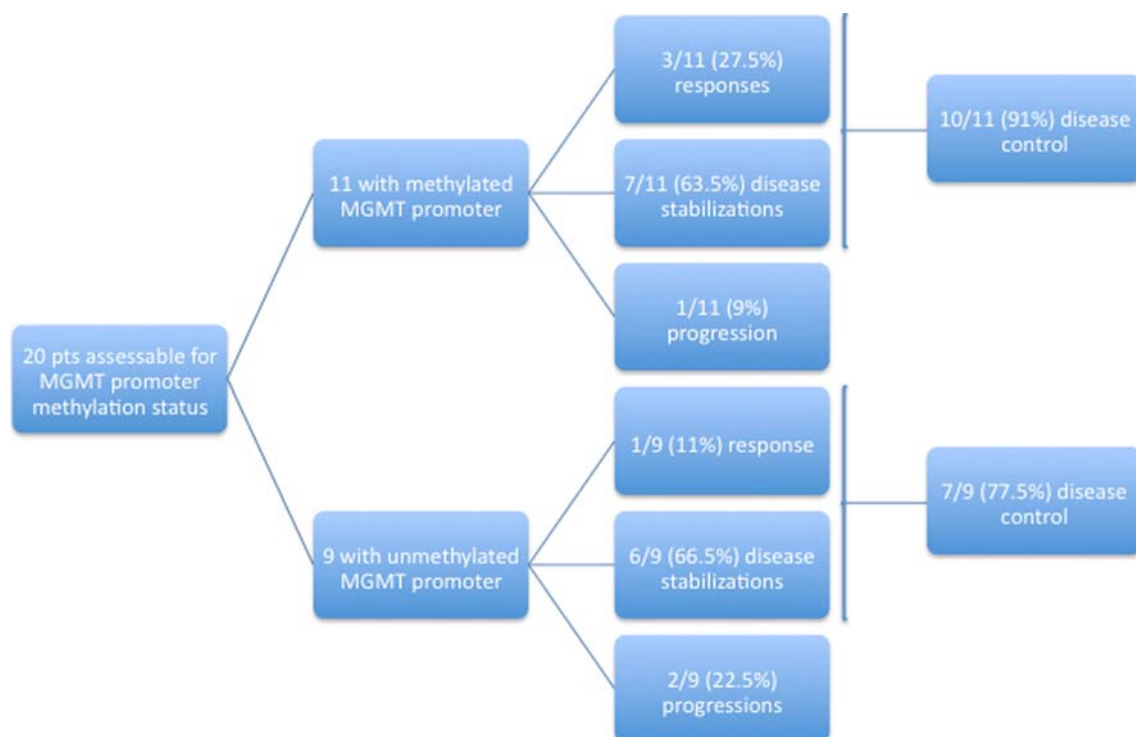 20 pts assessable for
MGMT promoter
methylation status
11 with methylated
MGMT promoter
3/11 (27.5%)
responses
7/11 (63.5%) disease
stabilizations
1/11 (9%)
progression
10/11 (91%) disease
control
9 with unmethylated
MGMT promoter
1/9 (11%) response
6/9 (66.5%) disease
stabilizations
2/9 (22.5%)
progressions
7/9 (77.5%) disease
control